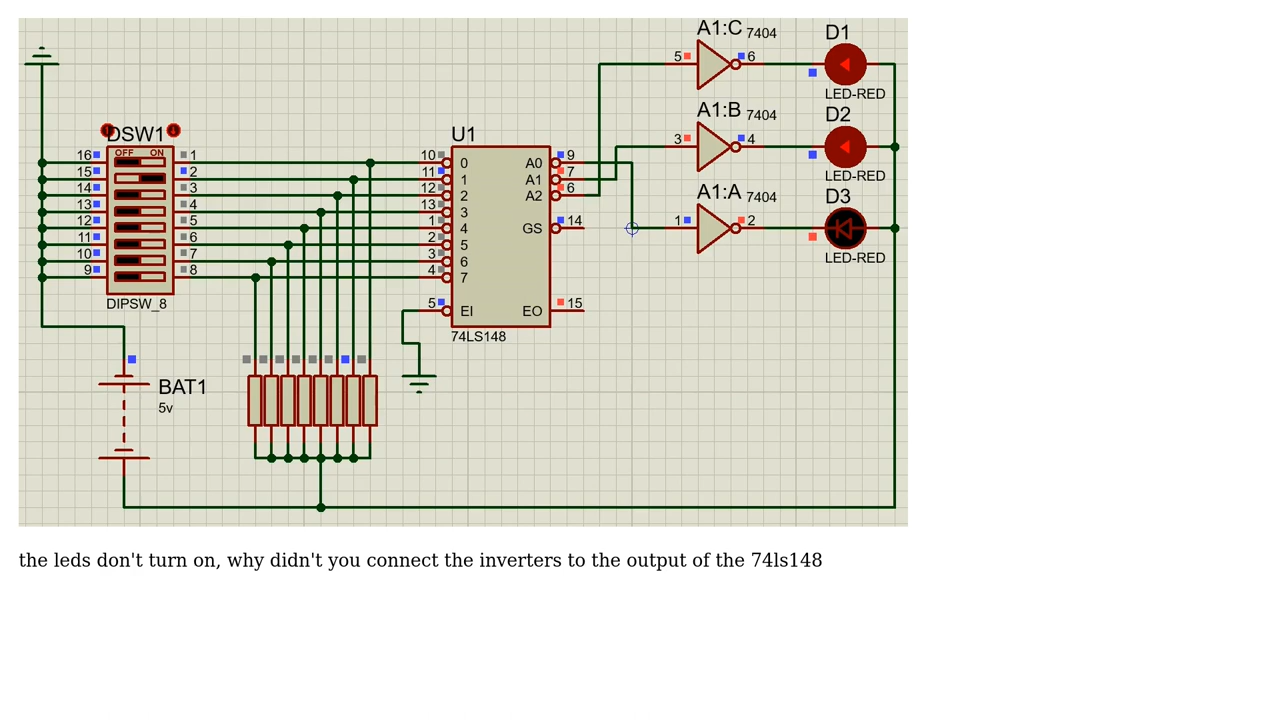 A1:C 7404
D1
5
6
LED-RED
A1:B 7404
D2
3
4
LED-RED
A1:A 7404
D3
1
2
LED-RED
DSW1
OFF ON
16 1
15 2
14 3
13 4
12 5
11 6
10 7
9 8
DIPSW_8
U1
10 0 A0 9
11 1 A1 7
12 2 A2 6
13 3
1 4 GS 14
2 5
3 6
4 7
5 EI EO 15
74LS148
BAT1
5v
the leds don't turn on, why didn't you connect the inverters to the output of the 74ls148